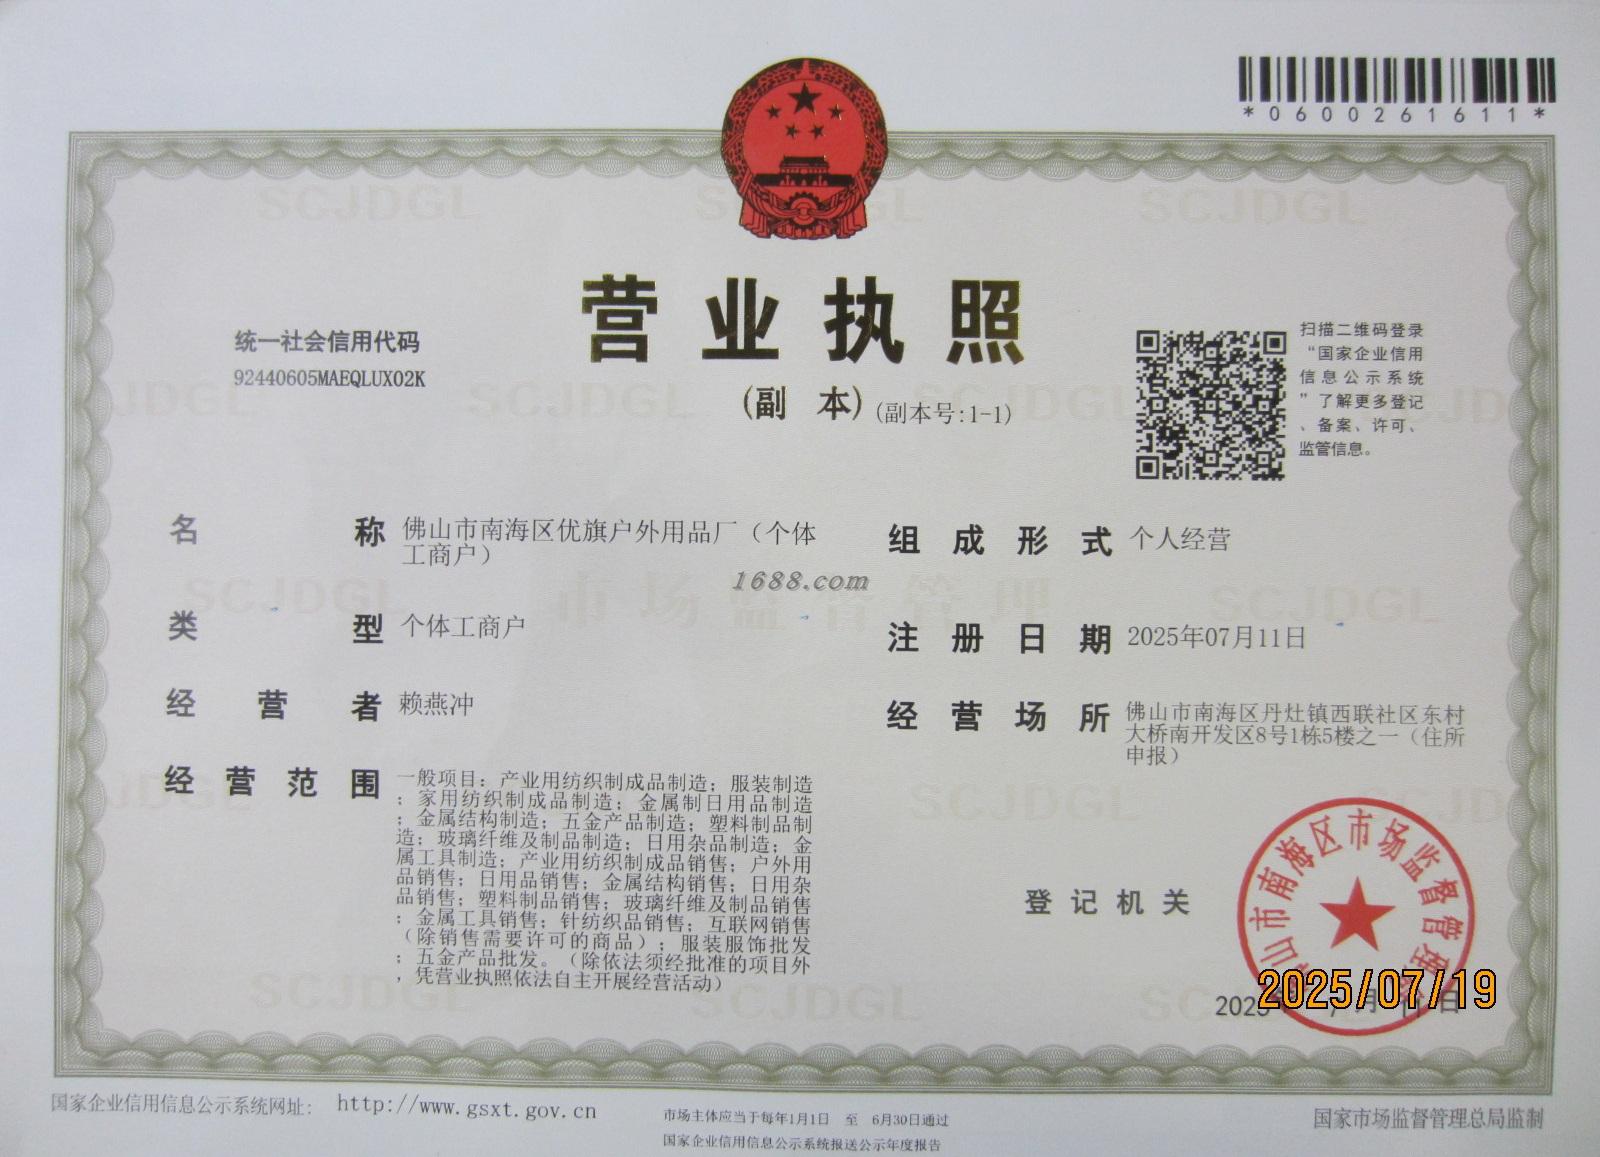 *0600261611*
营业执照
(副 本) (副本号:1-1)
统一社会信用代码
92440605MAEQLUX02K
扫描二维码登录
“国家企业信用
信息公示系统
”了解更多登记
、备案、许可、
监管信息。
名 称 佛山市南海区优旗户外用品厂（个体
工商户）
类 型 个体工商户
经 营 者 赖燕冲
经 营 范 围 一般项目：产业用纺织制成品制造；服装制造
；家用纺织制成品制造；金属制日用品制造
；金属结构制造；五金产品制造；塑料制品制
造；玻璃纤维及制品制造；日用杂品制造；金
属工具制造；产业用纺织制成品销售；户外用
品销售；日用品销售；金属结构销售；日用杂
品销售；塑料制品销售；玻璃纤维及制品销售
；金属工具销售；针纺织品销售；互联网销售
（除销售需要许可的商品）；服装服饰批发
；五金产品批发。（除依法须经批准的项目外
，凭营业执照依法自主开展经营活动）
组 成 形 式 个人经营
注 册 日 期 2025年07月11日
经 营 场 所 佛山市南海区丹灶镇西联社区东村
大桥南开发区8号1栋5楼之一（住所
申报）
1688.com
市场监督管理
SCJDGL
登 记 机 关
山市南海区市场监督管理
2025/07/19
国家企业信用信息公示系统网址： http://www.gsxt.gov.cn
市场主体应当于每年1月1日 至 6月30日通过
国家企业信用信息公示系统报送公示年度报告
国家市场监督管理总局监制